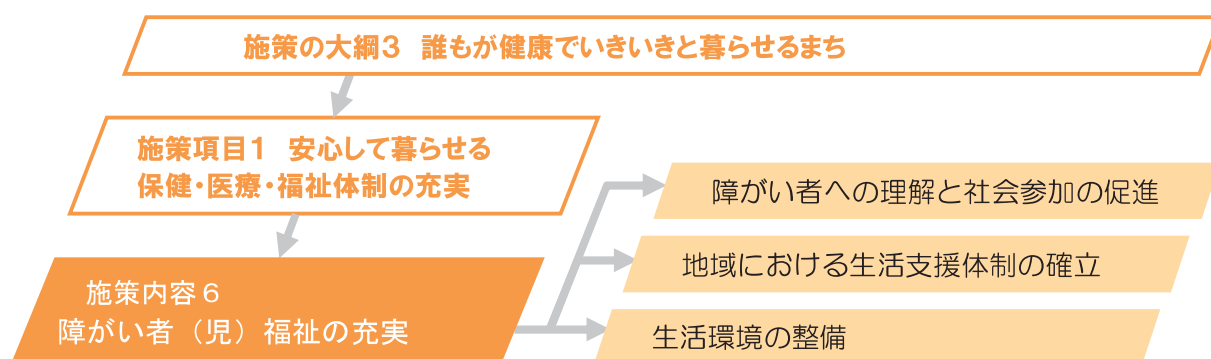 施策の大綱３ 誰もが健康でいきいきと暮らせるまち
施策項目１ 安心して暮らせる
保健・医療・福祉体制の充実
施策内容６
障がい者（児）福祉の充実
障がい者への理解と社会参加の促進
地域における生活支援体制の確立
生活環境の整備